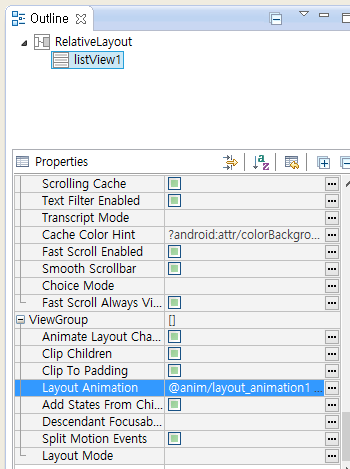 Outline
RelativeLayout
listView1
Properties
Scrolling Cache
Text Filter Enabled
Transcript Mode
Cache Color Hint ?android:attr/colorBackgro...
Fast Scroll Enabled
Smooth Scrollbar
Choice Mode
Fast Scroll Always Vi...
ViewGroup []
Animate Layout Cha...
Clip Children
Clip To Padding
Layout Animation @anim/layout_animation1 ...
Add States From Chi...
Descendant Focusab...
Split Motion Events
Layout Mode